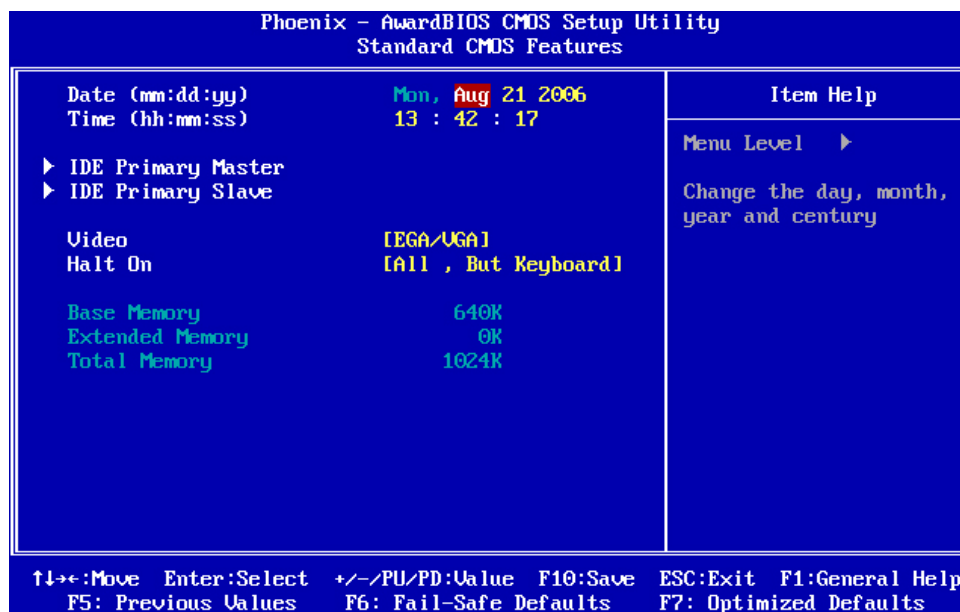 Phoenix - AwardBIOS CMOS Setup Utility
Standard CMOS Features
Date (mm:dd:yy) Mon, Aug 21 2006
Time (hh:mm:ss) 13 : 42 : 17
▶ IDE Primary Master
▶ IDE Primary Slave
Video [EGA/VGA]
Halt On [All , But Keyboard]
Base Memory 640K
Extended Memory 0K
Total Memory 1024K
Item Help
Menu Level ▶
Change the day, month,
year and century
↑↓→←:Move Enter:Select +/-/PU/PD:Value F10:Save ESC:Exit F1:General Help
F5: Previous Values F6: Fail-Safe Defaults F7: Optimized Defaults